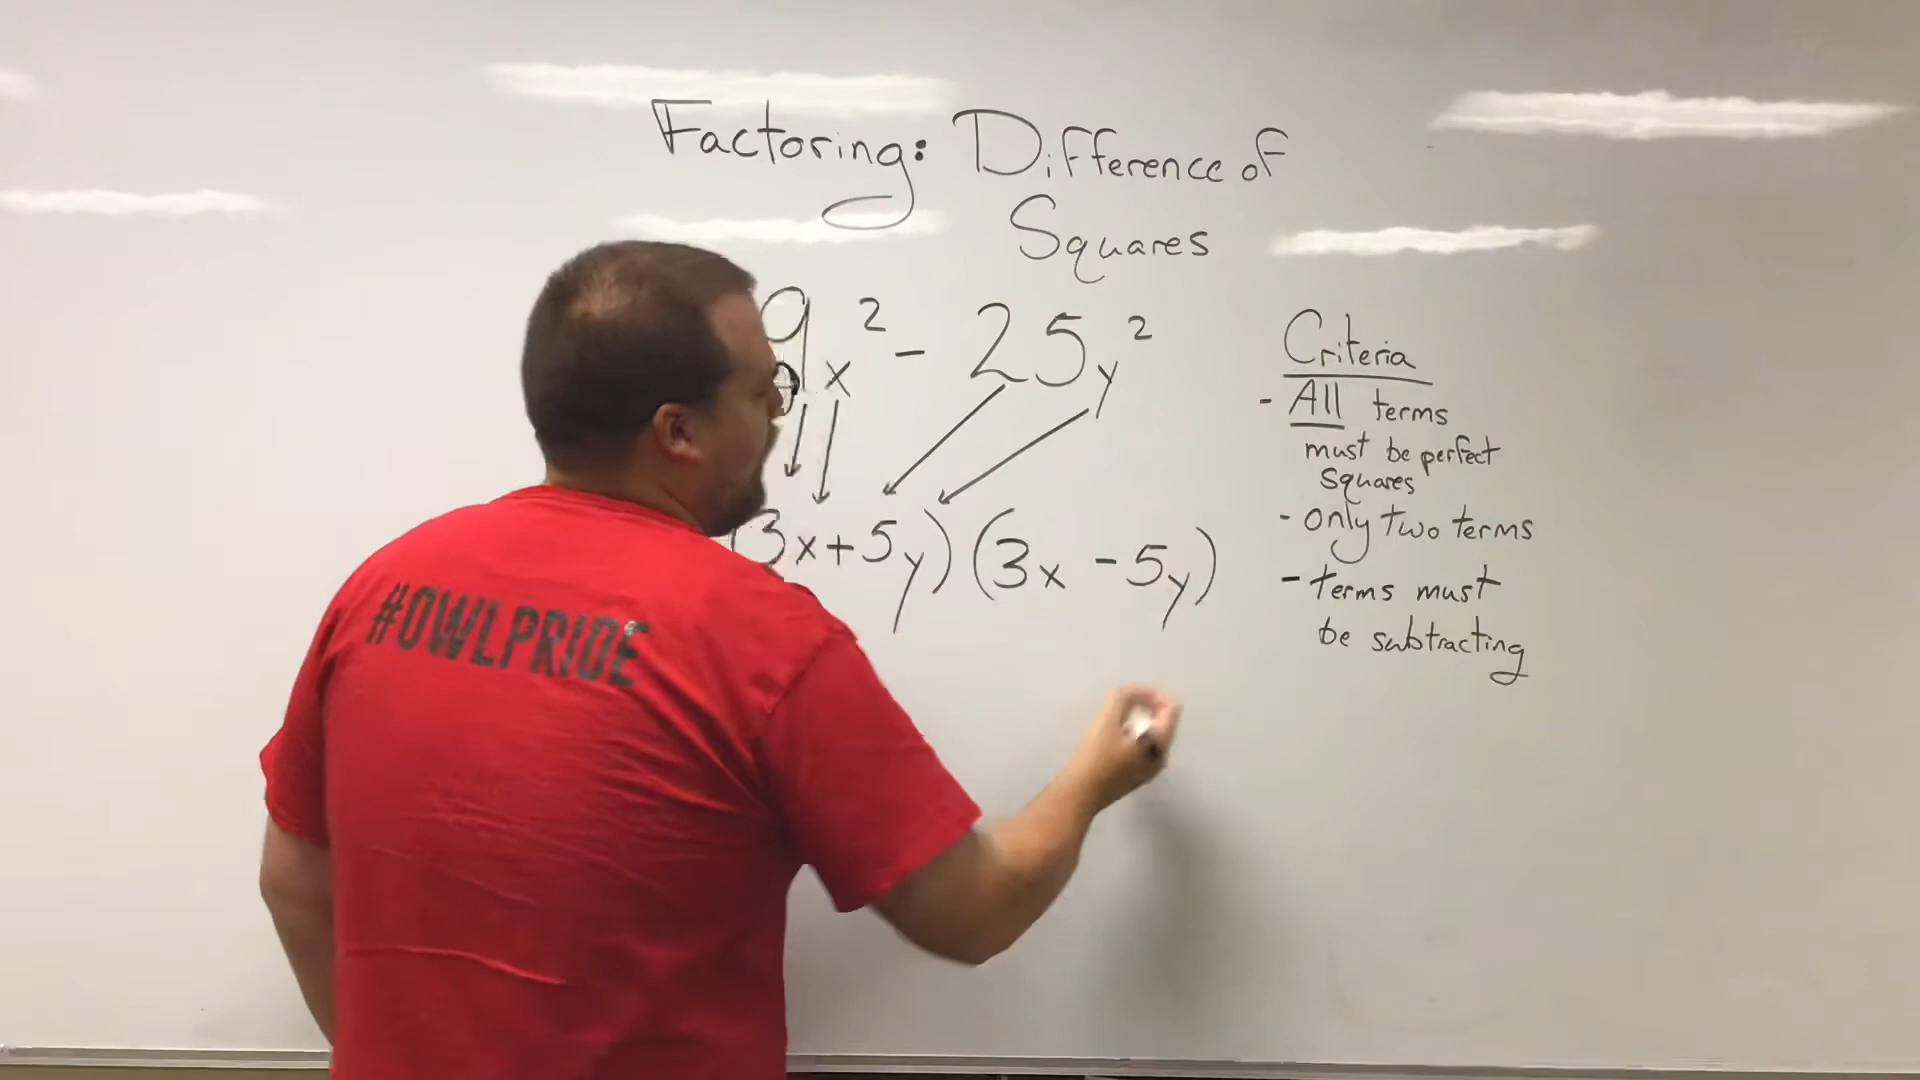 Factoring: Difference of
Squares
9x² - 25y²
(3x+5y)(3x -5y)
Criteria
- All terms
must be perfect
squares
- only two terms
- terms must
be subtracting
#OWLPRIDE